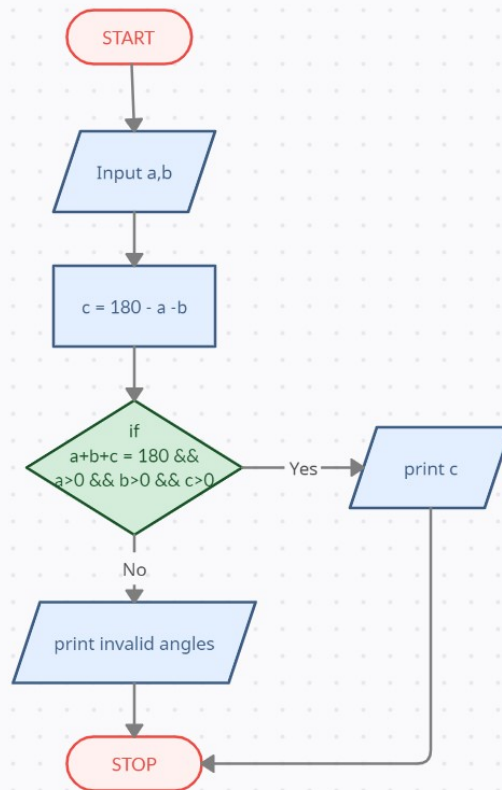 START
Input a,b
c = 180 - a -b
if
a+b+c = 180 &&
a>0 && b>0 && c>0
Yes
print c
No
print invalid angles
STOP